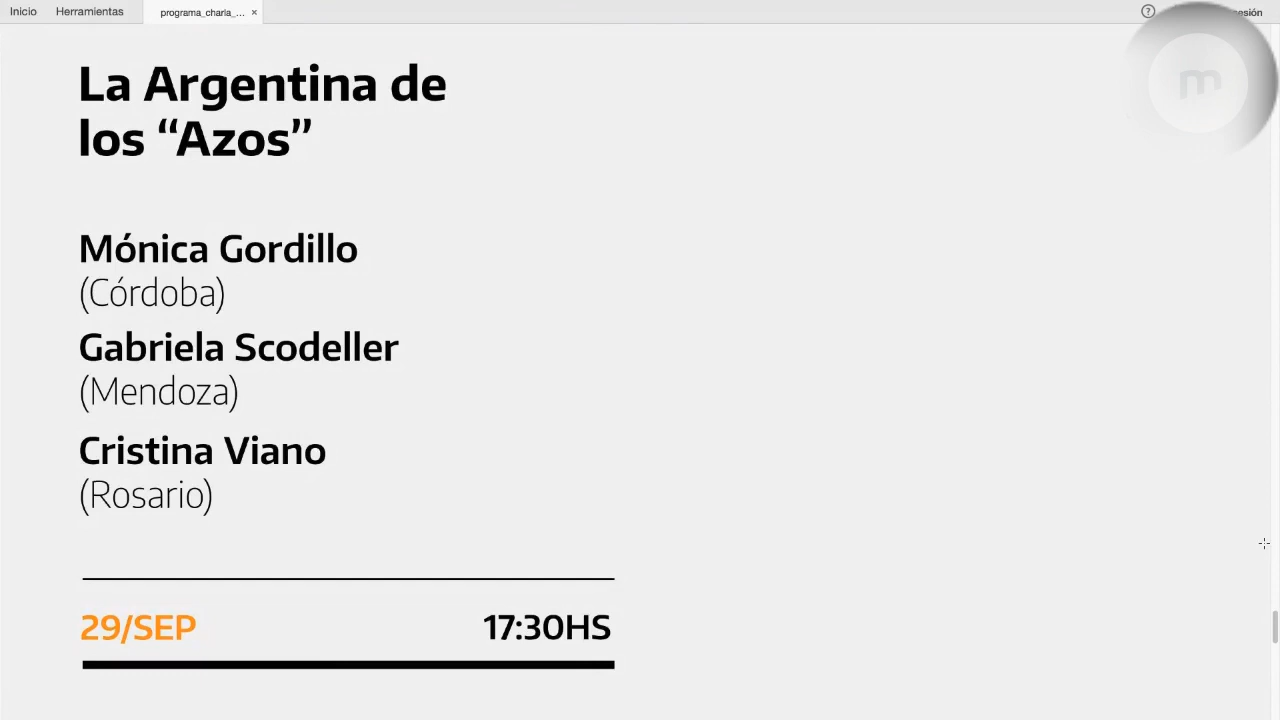 Inicio
Herramientas
programa_charla_...
La Argentina de
los “Azos”
Mónica Gordillo
(Córdoba)
Gabriela Scodeller
(Mendoza)
Cristina Viano
(Rosario)
29/SEP
17:30HS
m